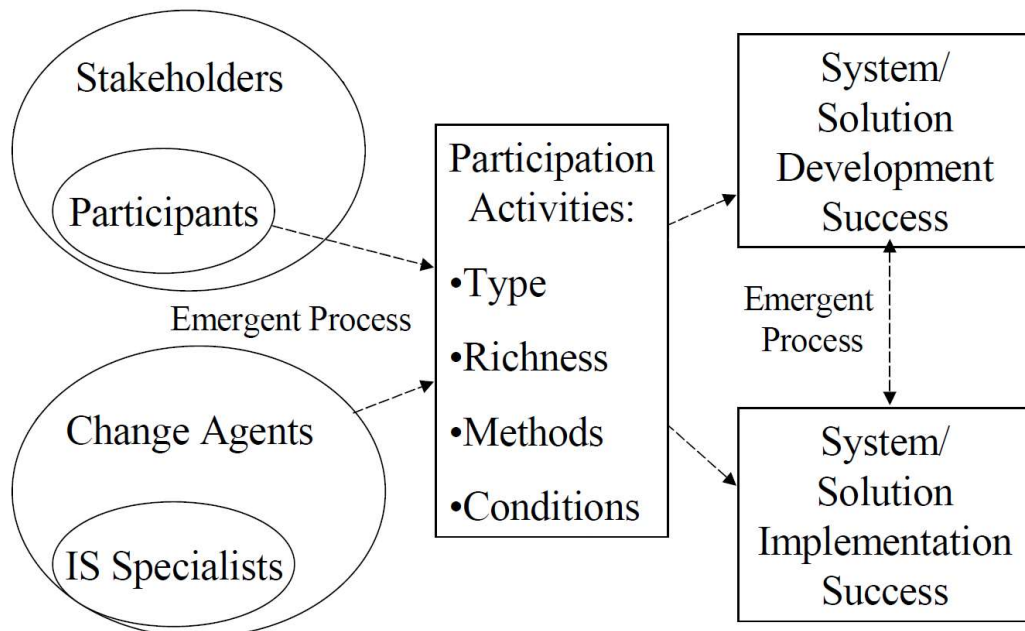 Stakeholders
Participants
Emergent Process
Change Agents
IS Specialists
Participation
Activities:
•Type
•Richness
•Methods
•Conditions
System/
Solution
Development
Success
Emergent
Process
System/
Solution
Implementation
Success